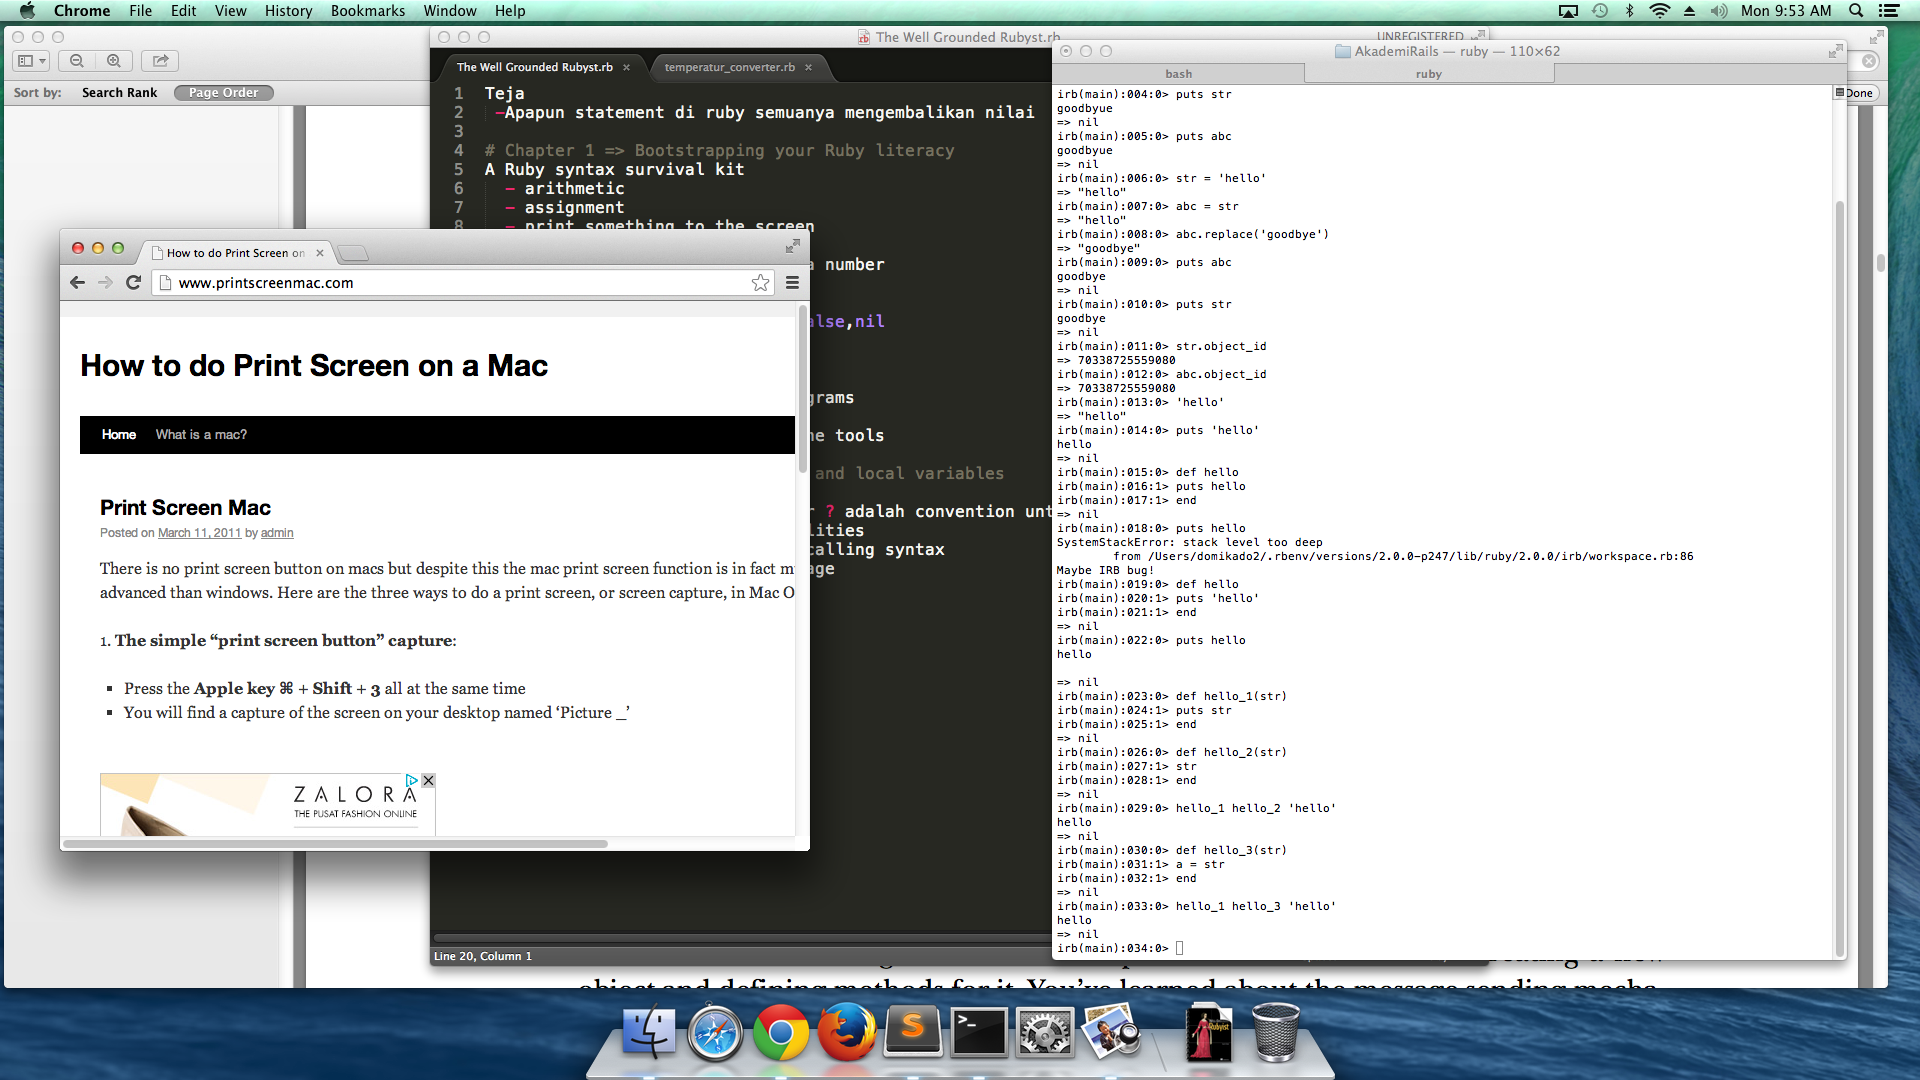 Chrome File Edit View History Bookmarks Window Help
Mon 9:53 AM
Sort by: Search Rank Page Order
The Well Grounded Rubyst.rb
UNREGISTERED
The Well Grounded Rubyst.rb × temperatur_converter.rb ×
1 Teja
2 -Apapun statement di ruby semuanya mengembalikan nilai
3
4 # Chapter 1 => Bootstrapping your Ruby literacy
5 A Ruby syntax survival kit
6 - arithmetic
7 - assignment
8 - print something to the screen
number
alse,nil
grams
tools
and local variables
? adalah convention unt
lities
calling syntax
age
Line 20, Column 1
How to do Print Screen on ×
www.printscreenmac.com
How to do Print Screen on a Mac
Home What is a mac?
Print Screen Mac
Posted on March 11, 2011 by admin
There is no print screen button on macs but despite this the mac print screen function is in fact m
advanced than windows. Here are the three ways to do a print screen, or screen capture, in Mac O
1. The simple “print screen button” capture:
▪ Press the Apple key ⌘ + Shift + 3 all at the same time
▪ You will find a capture of the screen on your desktop named ‘Picture _’
ZALORA
THE PUSAT FASHION ONLINE
AkademiRails — ruby — 110×62
bash ruby
Done
irb(main):004:0> puts str
goodbyue
=> nil
irb(main):005:0> puts abc
goodbyue
=> nil
irb(main):006:0> str = 'hello'
=> "hello"
irb(main):007:0> abc = str
=> "hello"
irb(main):008:0> abc.replace('goodbye')
=> "goodbye"
irb(main):009:0> puts abc
goodbye
=> nil
irb(main):010:0> puts str
goodbye
=> nil
irb(main):011:0> str.object_id
=> 70338725559080
irb(main):012:0> abc.object_id
=> 70338725559080
irb(main):013:0> 'hello'
=> "hello"
irb(main):014:0> puts 'hello'
hello
=> nil
irb(main):015:0> def hello
irb(main):016:1> puts hello
irb(main):017:1> end
=> nil
irb(main):018:0> puts hello
SystemStackError: stack level too deep
from /Users/domikado2/.rbenv/versions/2.0.0-p247/lib/ruby/2.0.0/irb/workspace.rb:86
Maybe IRB bug!
irb(main):019:0> def hello
irb(main):020:1> puts 'hello'
irb(main):021:1> end
=> nil
irb(main):022:0> puts hello
hello
=> nil
irb(main):023:0> def hello_1(str)
irb(main):024:1> puts str
irb(main):025:1> end
=> nil
irb(main):026:0> def hello_2(str)
irb(main):027:1> str
irb(main):028:1> end
=> nil
irb(main):029:0> hello_1 hello_2 'hello'
hello
=> nil
irb(main):030:0> def hello_3(str)
irb(main):031:1> a = str
irb(main):032:1> end
=> nil
irb(main):033:0> hello_1 hello_3 'hello'
hello
=> nil
irb(main):034:0>
object and defining methods for it. You've learned about the message sending mecha
Rubyist